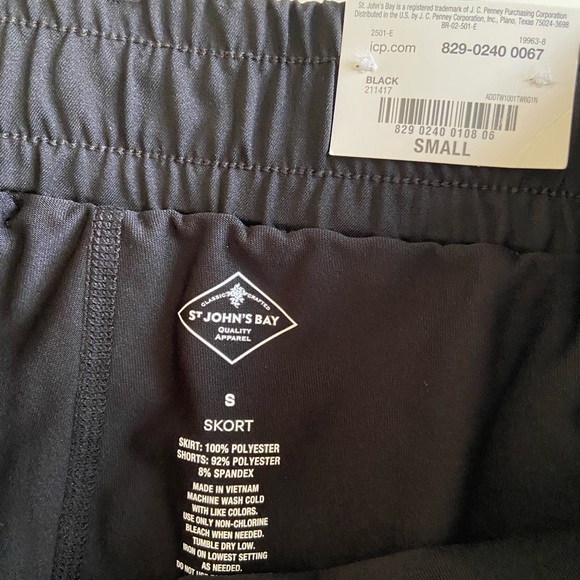 St. John's Bay is a registered trademark of J. C. Penney Purchasing Corporation
Distributed in the U.S. by J. C. Penney Corporation, Inc., Plano, Texas 75024-3698
BR-02-501-E
2501-E
19963-8
jcp.com
829-0240 0067
BLACK
211417
ADDTW1001TW6G1N
829 0240 0108 06
SMALL
CLASSIC CRAFTED
ST JOHN'S BAY
QUALITY
APPAREL
S
SKORT
SKIRT: 100% POLYESTER
SHORTS: 92% POLYESTER
8% SPANDEX
MADE IN VIETNAM
MACHINE WASH COLD
WITH LIKE COLORS.
USE ONLY NON-CHLORINE
BLEACH WHEN NEEDED.
TUMBLE DRY LOW.
IRON ON LOWEST SETTING
AS NEEDED.
DO NOT USE